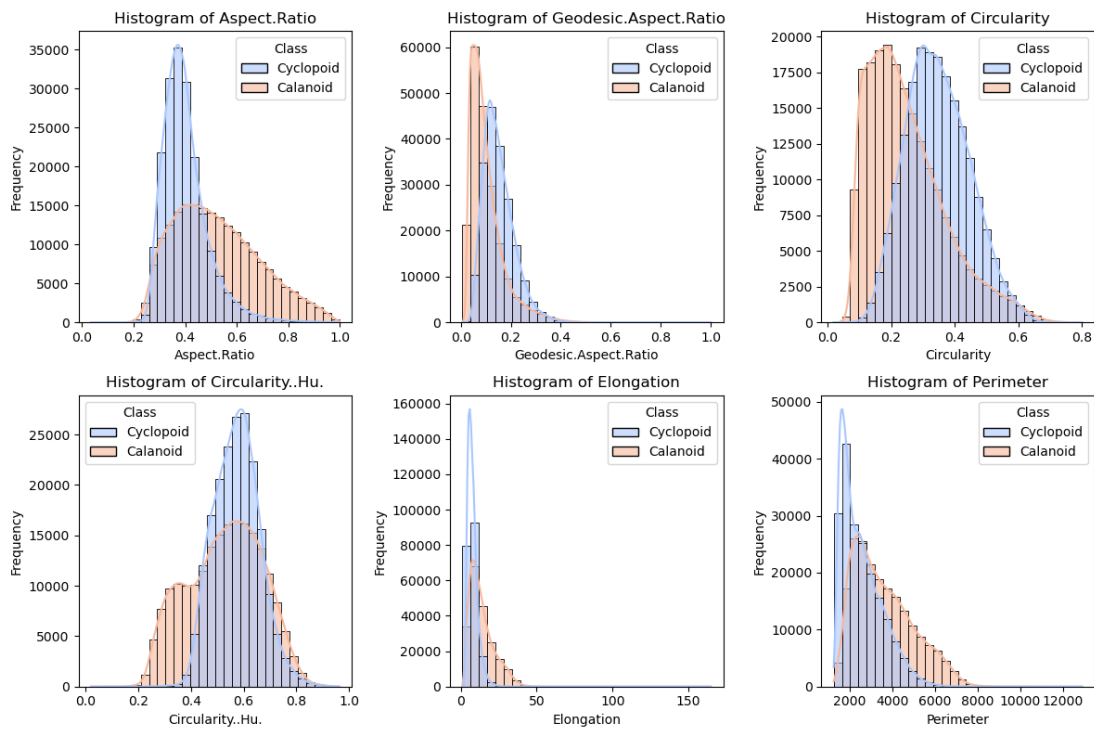 Histogram of Aspect.Ratio
35000
30000
25000
20000
15000
10000
5000
0
Frequency
Class
Cyclopoid
Calanoid
0.0 0.2 0.4 0.6 0.8 1.0
Aspect.Ratio
Histogram of Geodesic.Aspect.Ratio
60000
50000
40000
30000
20000
10000
0
Frequency
Class
Cyclopoid
Calanoid
0.0 0.2 0.4 0.6 0.8 1.0
Geodesic.Aspect.Ratio
Histogram of Circularity
20000
17500
15000
12500
10000
7500
5000
2500
0
Frequency
Class
Cyclopoid
Calanoid
0.0 0.2 0.4 0.6 0.8
Circularity
Histogram of Circularity..Hu.
25000
20000
15000
10000
5000
0
Frequency
Class
Cyclopoid
Calanoid
0.0 0.2 0.4 0.6 0.8 1.0
Circularity..Hu.
Histogram of Elongation
160000
140000
120000
100000
80000
60000
40000
20000
0
Frequency
Class
Cyclopoid
Calanoid
0 50 100 150
Elongation
Histogram of Perimeter
50000
40000
30000
20000
10000
0
Frequency
Class
Cyclopoid
Calanoid
2000 4000 6000 8000 10000 12000
Perimeter